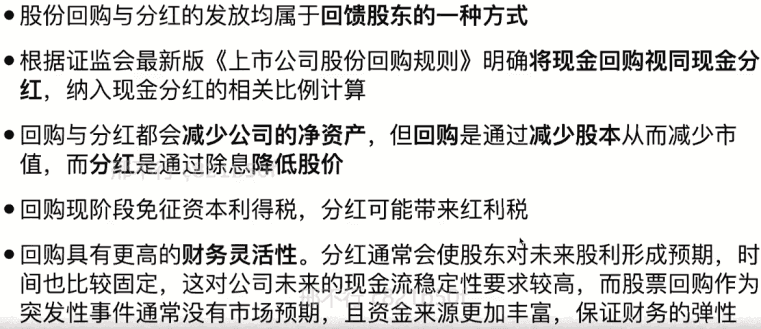 •股份回购与分红的发放均属于回馈股东的一种方式
•根据证监会最新版《上市公司股份回购规则》明确将现金回购视同现金分
红，纳入现金分红的相关比例计算
•回购与分红都会减少公司的净资产，但回购是通过减少股本从而减少市
值，而分红是通过除息降低股价
•回购现阶段免征资本利得税，分红可能带来红利税
•回购具有更高的财务灵活性。分红通常会使股东对未来股利形成预期，时
间也比较固定，这对公司未来的现金流稳定性要求较高，而股票回购作为
突发性事件通常没有市场预期，且资金来源更加丰富，保证财务的弹性